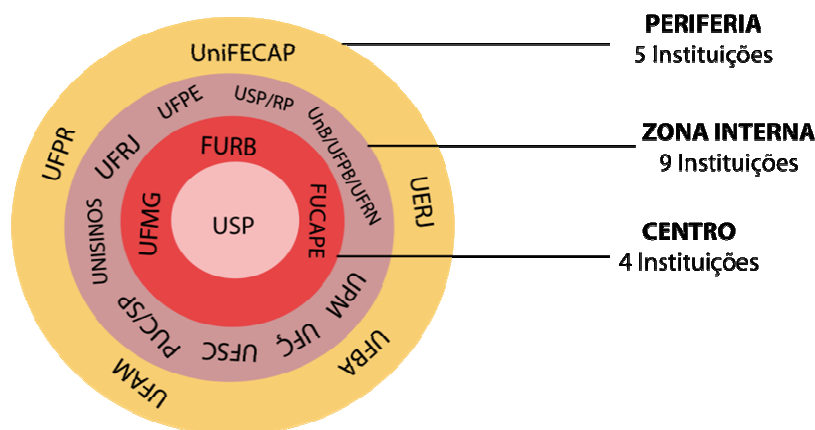 PERIFERIA
5 Instituições
ZONA INTERNA
9 Instituições
CENTRO
4 Instituições
UniFECAP
UFPR
UERJ
UFBA
UFAM
UFPE
USP/RP
UnB/UFPB/UFRN
UFRJ
UNISINOS
PUC/SP
UFSC
UFÇ
UPM
FURB
UFMG
FUCAPE
USP